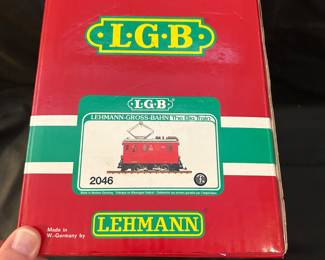 L·G·B
L·G·B
LEHMANN-GROSS-BAHN The Big Train
2046
Made in
W.-Germany by
LEHMANN